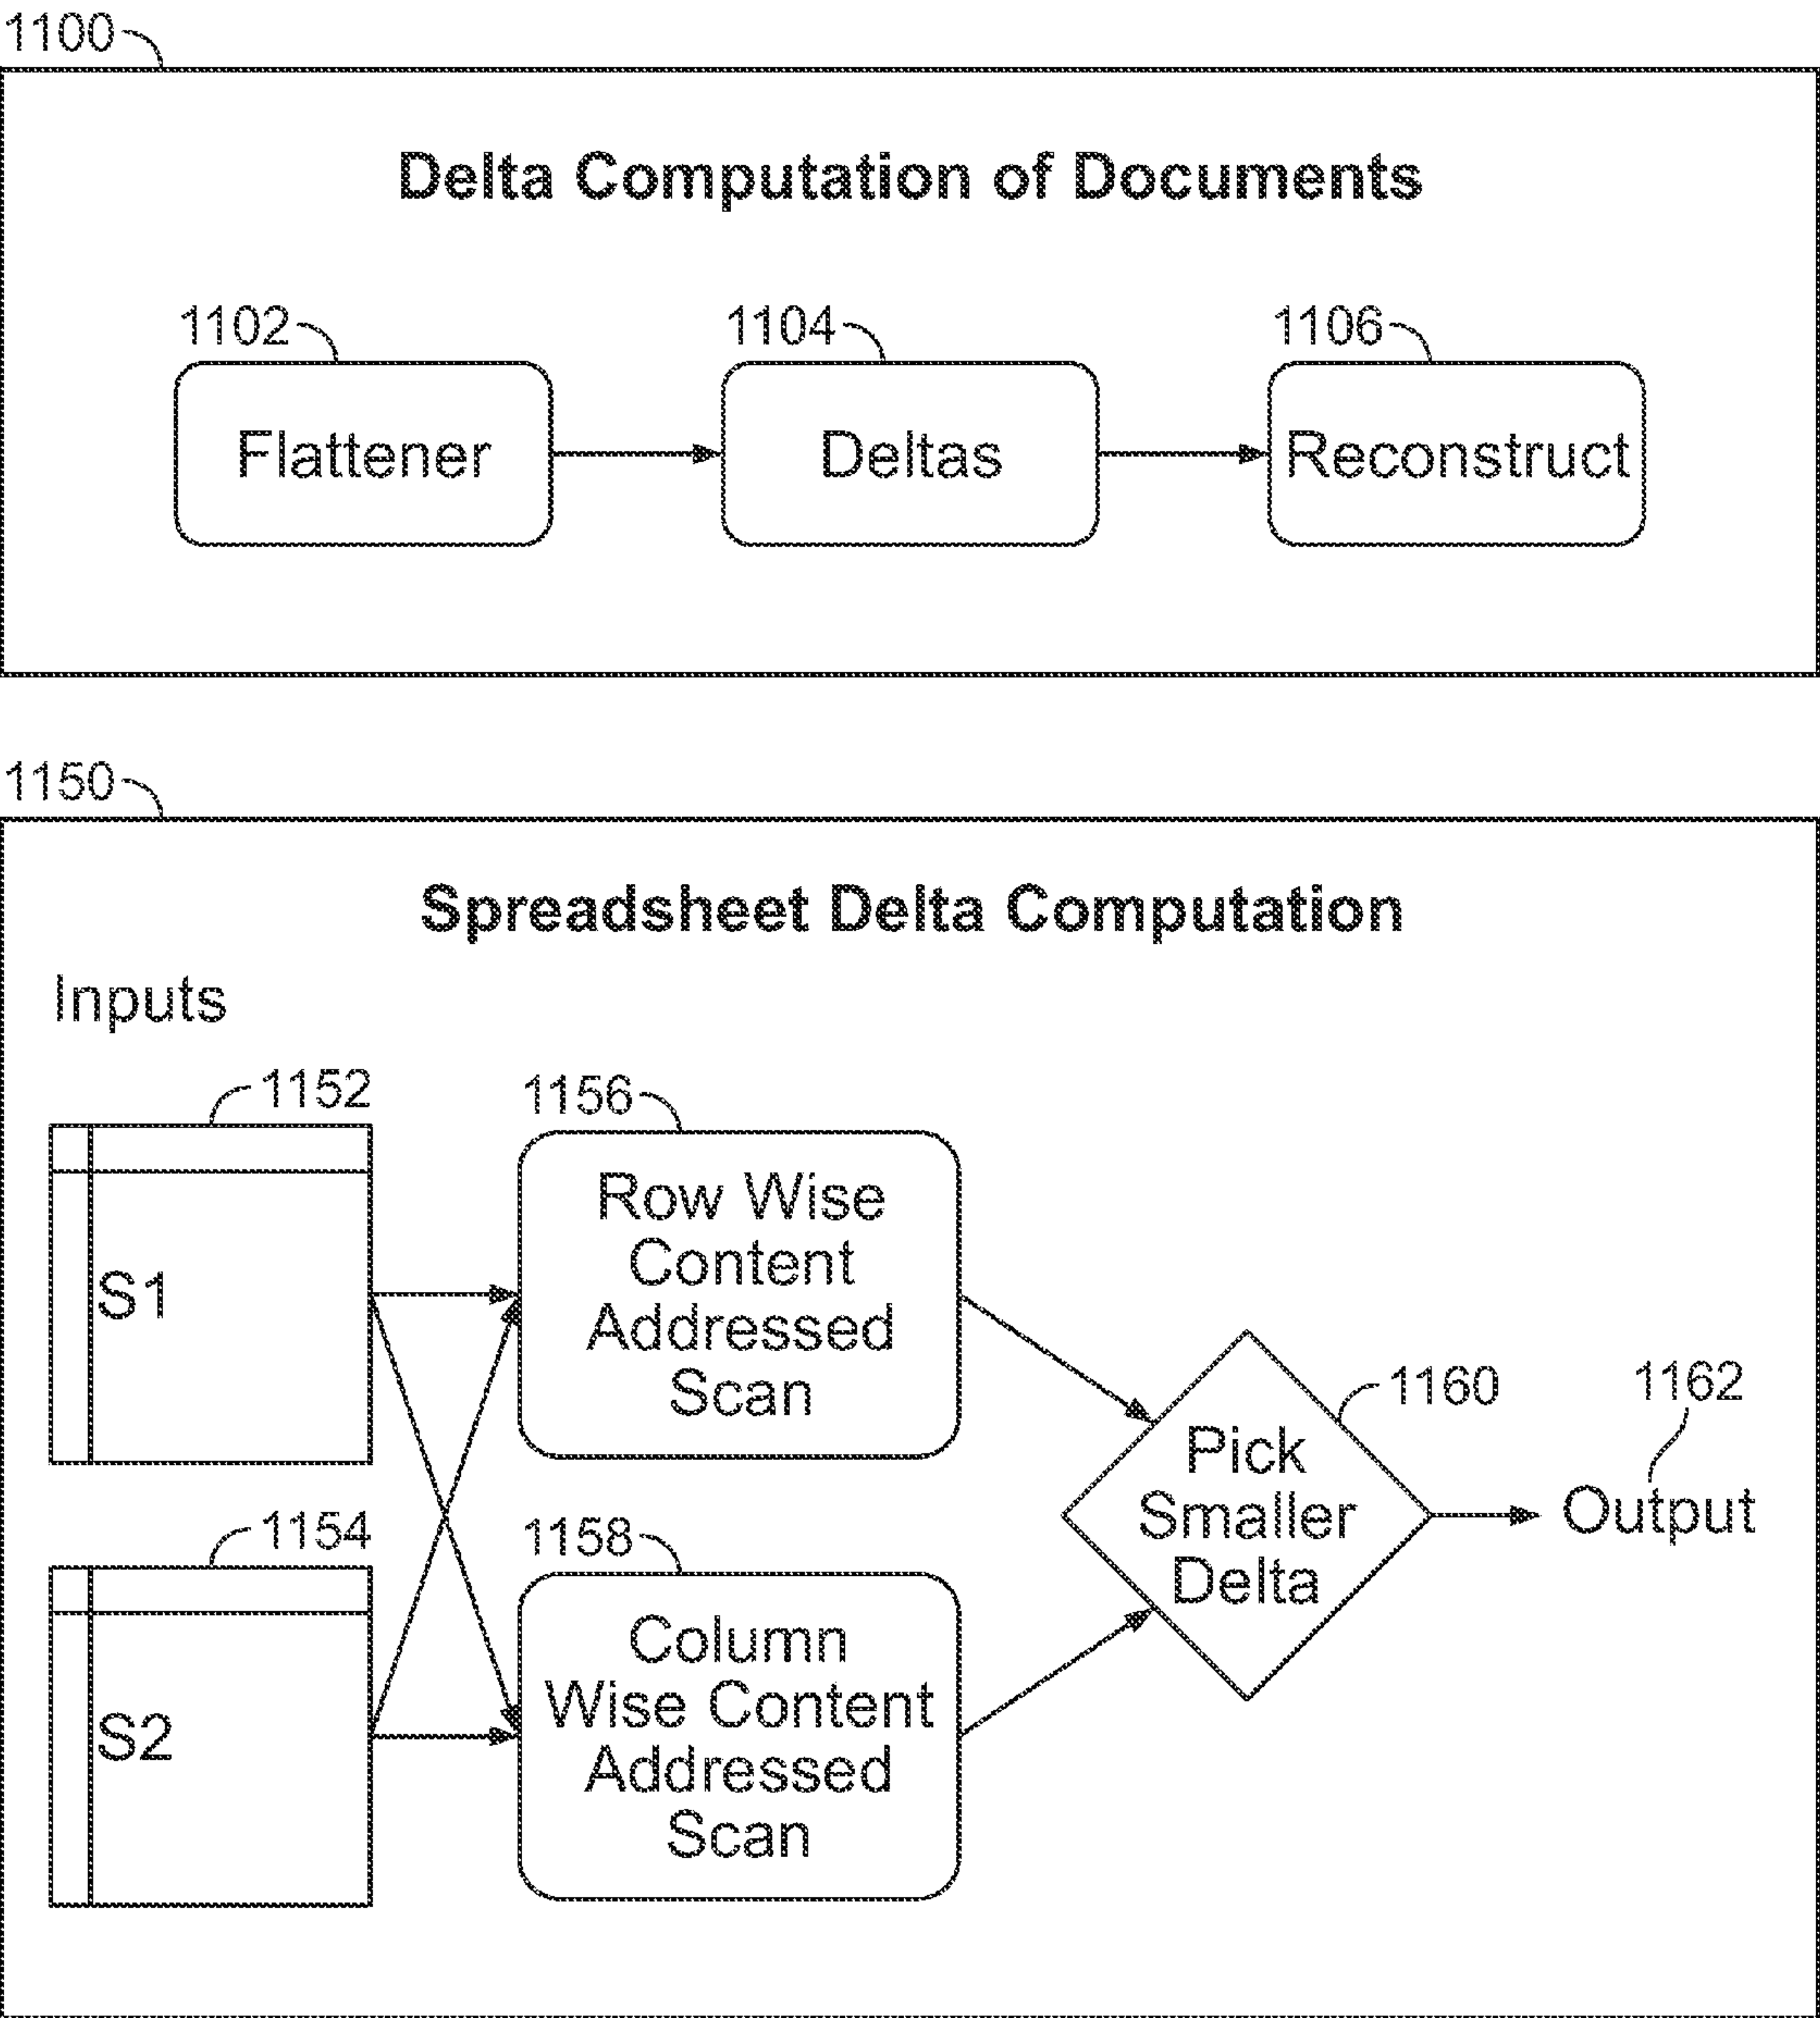 1100
Delta Computation of Documents
1102
1104
1106
Flattener
Deltas
Reconstruct
1150
Spreadsheet Delta Computation
Inputs
1152
S1
1154
S2
1156
Row Wise
Content
Addressed
Scan
1158
Column
Wise Content
Addressed
Scan
1160
Pick
Smaller
Delta
1162
Output